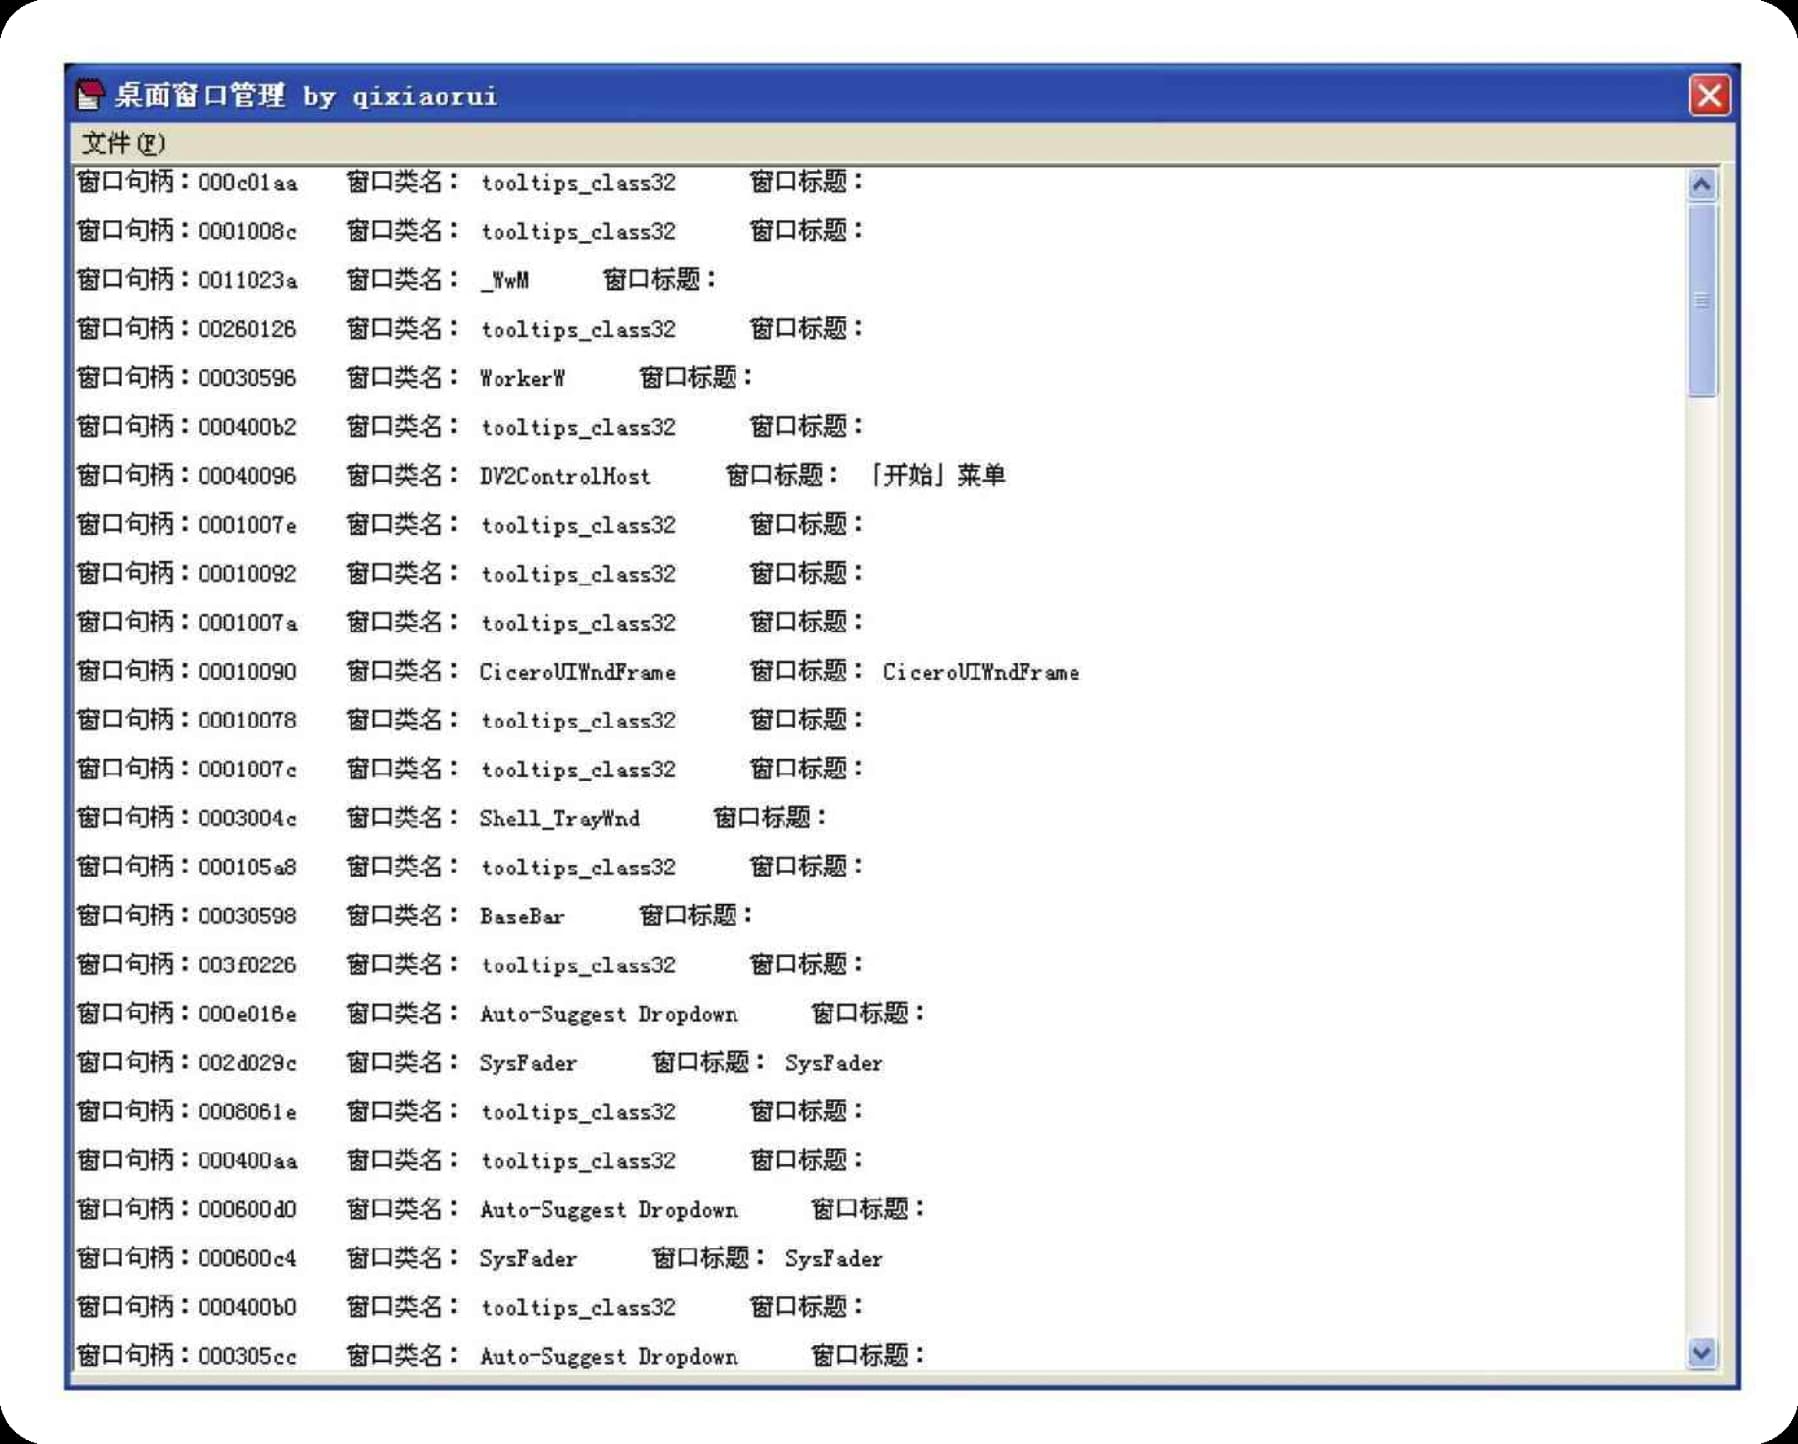 桌面窗口管理 by qixiaorui
文件(F)
窗口句柄：000c01aa 窗口类名： tooltips_class32 窗口标题：
窗口句柄：0001008c 窗口类名： tooltips_class32 窗口标题：
窗口句柄：0011023a 窗口类名： _WwM 窗口标题：
窗口句柄：00260126 窗口类名： tooltips_class32 窗口标题：
窗口句柄：00030596 窗口类名： WorkerW 窗口标题：
窗口句柄：000400b2 窗口类名： tooltips_class32 窗口标题：
窗口句柄：00040096 窗口类名： DV2ControlHost 窗口标题： 「开始」菜单
窗口句柄：0001007e 窗口类名： tooltips_class32 窗口标题：
窗口句柄：00010092 窗口类名： tooltips_class32 窗口标题：
窗口句柄：0001007a 窗口类名： tooltips_class32 窗口标题：
窗口句柄：00010090 窗口类名： CiceroUIWndFrame 窗口标题： CiceroUIWndFrame
窗口句柄：00010078 窗口类名： tooltips_class32 窗口标题：
窗口句柄：0001007c 窗口类名： tooltips_class32 窗口标题：
窗口句柄：0003004c 窗口类名： Shell_TrayWnd 窗口标题：
窗口句柄：000105a8 窗口类名： tooltips_class32 窗口标题：
窗口句柄：00030598 窗口类名： BaseBar 窗口标题：
窗口句柄：003f0226 窗口类名： tooltips_class32 窗口标题：
窗口句柄：000e016e 窗口类名： Auto-Suggest Dropdown 窗口标题：
窗口句柄：002d029c 窗口类名： SysFader 窗口标题： SysFader
窗口句柄：0008061e 窗口类名： tooltips_class32 窗口标题：
窗口句柄：000400aa 窗口类名： tooltips_class32 窗口标题：
窗口句柄：000600d0 窗口类名： Auto-Suggest Dropdown 窗口标题：
窗口句柄：000600c4 窗口类名： SysFader 窗口标题： SysFader
窗口句柄：000400b0 窗口类名： tooltips_class32 窗口标题：
窗口句柄：000305cc 窗口类名： Auto-Suggest Dropdown 窗口标题：